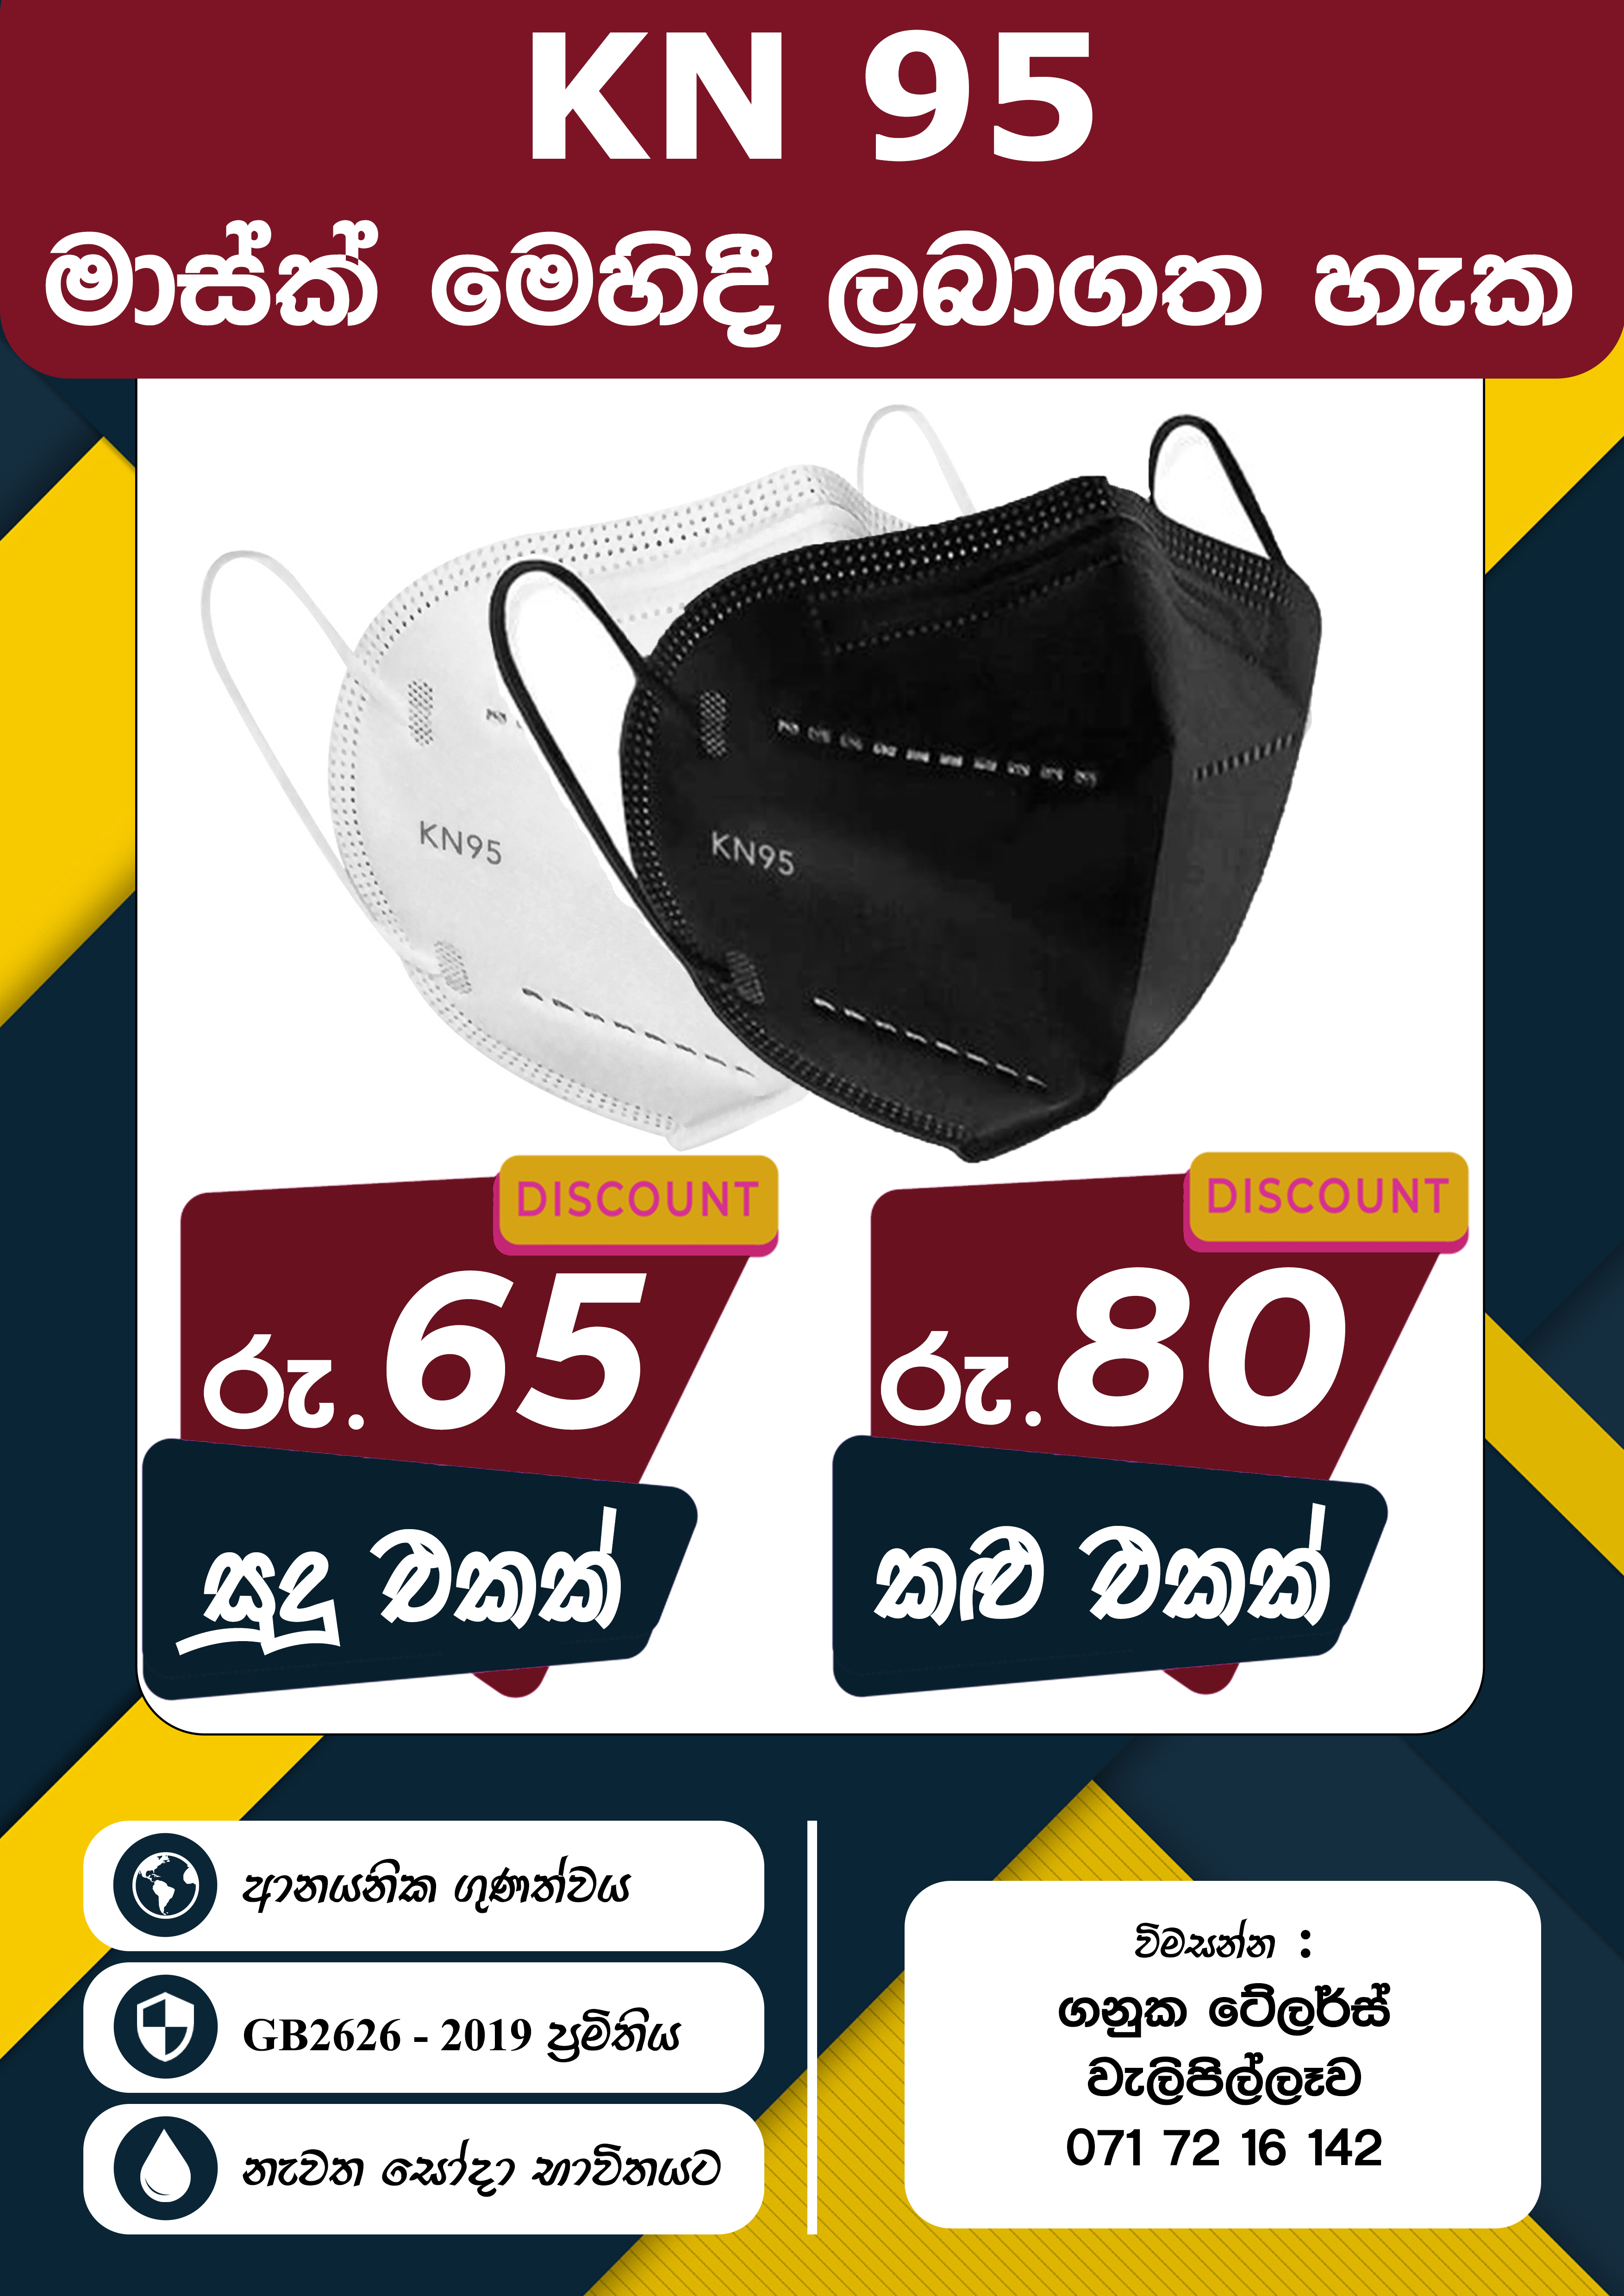 KN 95
මාස්ක් මෙහිදී ලබාගත හැක
KN95
KN95
DISCOUNT
රු.65
සුදු එකක්
DISCOUNT
රු.80
කළු එකක්
ආනයනික ගුණත්වය
GB2626 - 2019 ප්‍රමිතිය
නැවත සෝදා භාවිතයට
විමසන්න :
ගනුක ටේලර්ස්
වැලිපිල්ලෑව
071 72 16 142